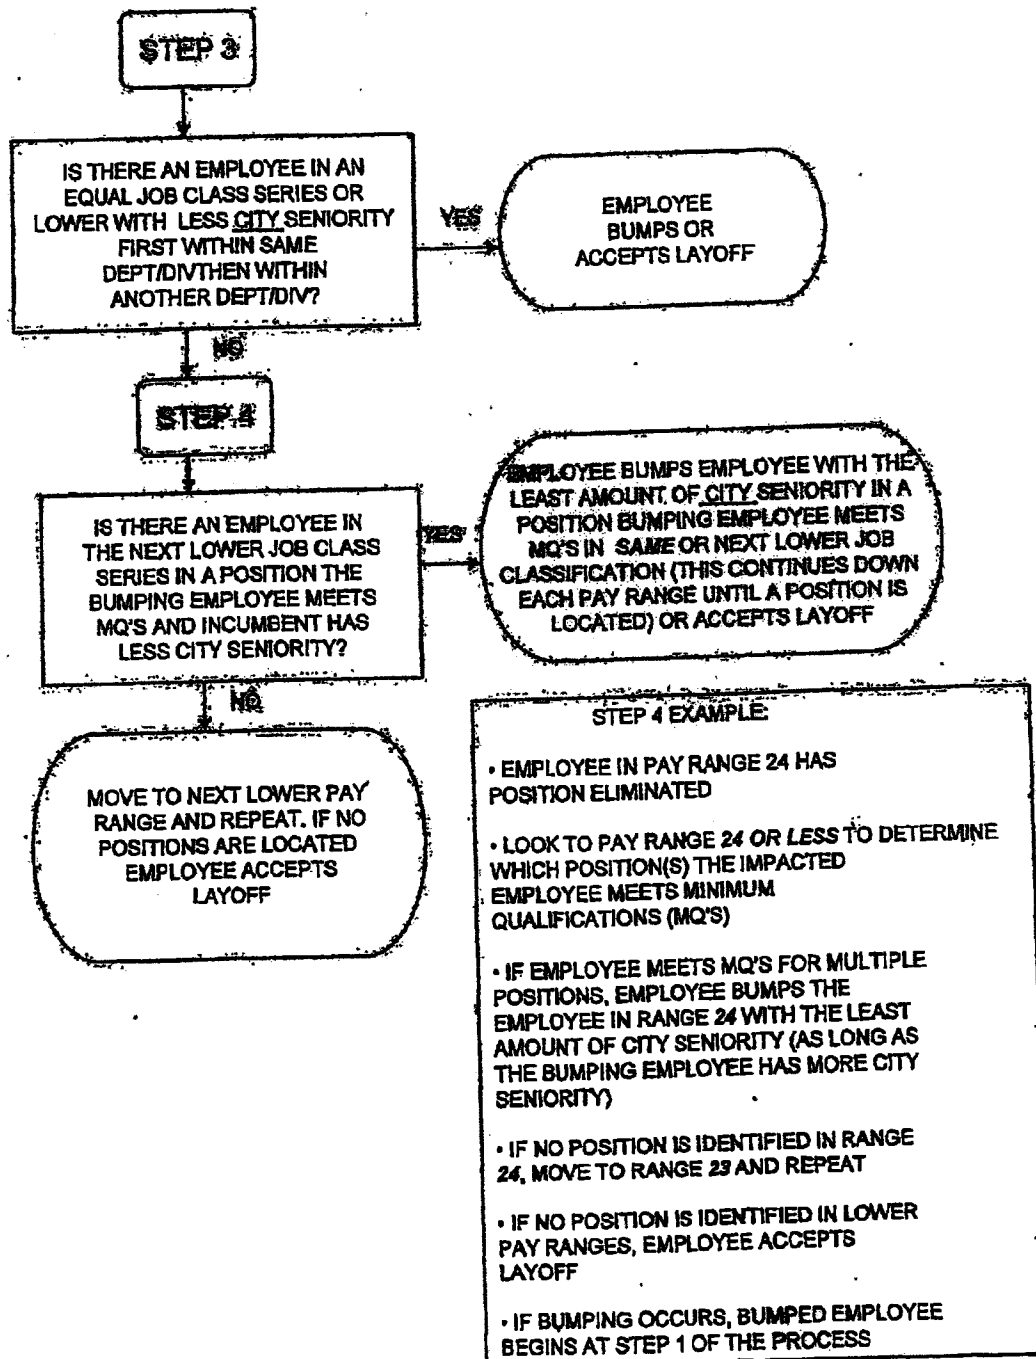 STEP 3
IS THERE AN EMPLOYEE IN AN
EQUAL JOB CLASS SERIES OR
LOWER WITH LESS CITY SENIORITY
FIRST WITHIN SAME
DEPT/DIVTHEN WITHIN
ANOTHER DEPT/DIV?
YES
EMPLOYEE
BUMPS OR
ACCEPTS LAYOFF
NO
STEP 4
IS THERE AN EMPLOYEE IN
THE NEXT LOWER JOB CLASS
SERIES IN A POSITION THE
BUMPING EMPLOYEE MEETS
MQ'S AND INCUMBENT HAS
LESS CITY SENIORITY?
YES
EMPLOYEE BUMPS EMPLOYEE WITH THE
LEAST AMOUNT OF CITY SENIORITY IN A
POSITION BUMPING EMPLOYEE MEETS
MQ'S IN SAME OR NEXT LOWER JOB
CLASSIFICATION (THIS CONTINUES DOWN
EACH PAY RANGE UNTIL A POSITION IS
LOCATED) OR ACCEPTS LAYOFF
NO
MOVE TO NEXT LOWER PAY
RANGE AND REPEAT. IF NO
POSITIONS ARE LOCATED
EMPLOYEE ACCEPTS
LAYOFF
STEP 4 EXAMPLE:
• EMPLOYEE IN PAY RANGE 24 HAS
POSITION ELIMINATED
• LOOK TO PAY RANGE 24 OR LESS TO DETERMINE
WHICH POSITION(S) THE IMPACTED
EMPLOYEE MEETS MINIMUM
QUALIFICATIONS (MQ'S)
• IF EMPLOYEE MEETS MQ'S FOR MULTIPLE
POSITIONS, EMPLOYEE BUMPS THE
EMPLOYEE IN RANGE 24 WITH THE LEAST
AMOUNT OF CITY SENIORITY (AS LONG AS
THE BUMPING EMPLOYEE HAS MORE CITY
SENIORITY)
• IF NO POSITION IS IDENTIFIED IN RANGE
24, MOVE TO RANGE 23 AND REPEAT
• IF NO POSITION IS IDENTIFIED IN LOWER
PAY RANGES, EMPLOYEE ACCEPTS
LAYOFF
• IF BUMPING OCCURS, BUMPED EMPLOYEE
BEGINS AT STEP 1 OF THE PROCESS